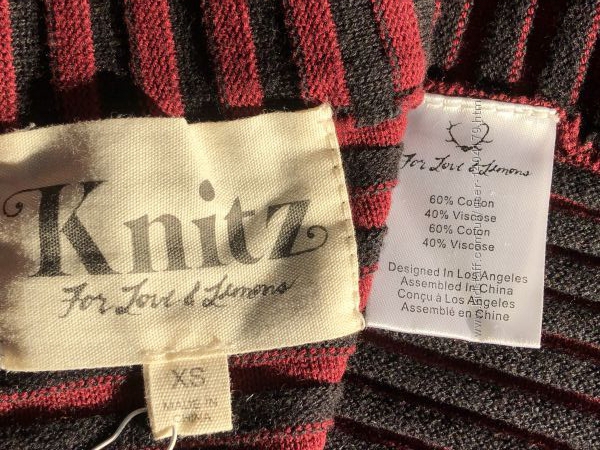 Knitz
For Love & Lemons
XS
MADE IN
CHINA
For Love & Lemons
60% Cotton
40% Viscose
60% Coton
40% Viscose
Designed In Los Angeles
Assembled In China
Conçu à Los Angeles
Assemblé en Chine